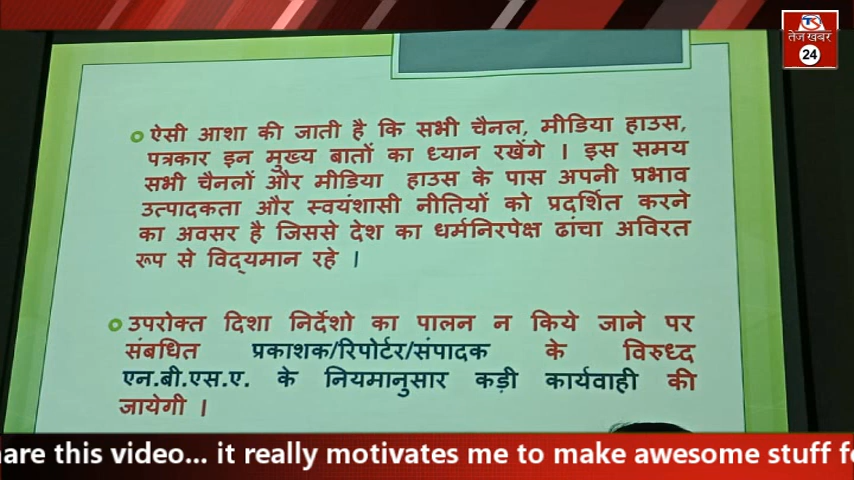 तेज खबर
24
ऐसी आशा की जाती है कि सभी चैनल, मीडिया हाउस,
पत्रकार इन मुख्य बातों का ध्यान रखेंगे । इस समय
सभी चैनलों और मीडिया हाउस के पास अपनी प्रभाव
उत्पादकता और स्वयंशासी नीतियों को प्रदर्शित करने
का अवसर है जिससे देश का धर्मनिरपेक्ष ढांचा अविरत
रूप से विद्यमान रहे ।
उपरोक्त दिशा निर्देशो का पालन न किये जाने पर
संबधित प्रकाशक/रिपोर्टर/संपादक के विरुध्द
एन.बी.एस.ए. के नियमानुसार कड़ी कार्यवाही की
जायेगी ।
are this video... it really motivates me to make awesome stuff f